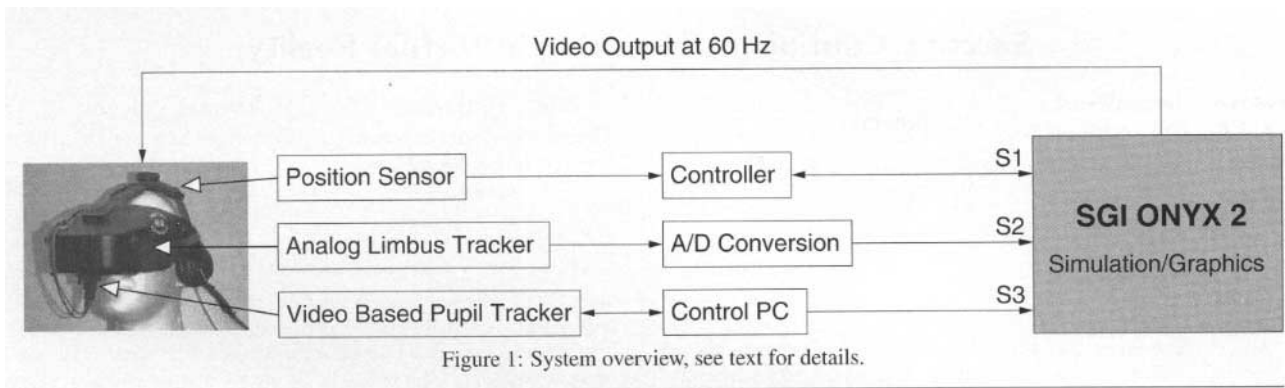 Video Output at 60 Hz
Position Sensor
Controller
S1
Analog Limbus Tracker
A/D Conversion
S2
Video Based Pupil Tracker
Control PC
S3
SGI ONYX 2
Simulation/Graphics
Figure 1: System overview, see text for details.